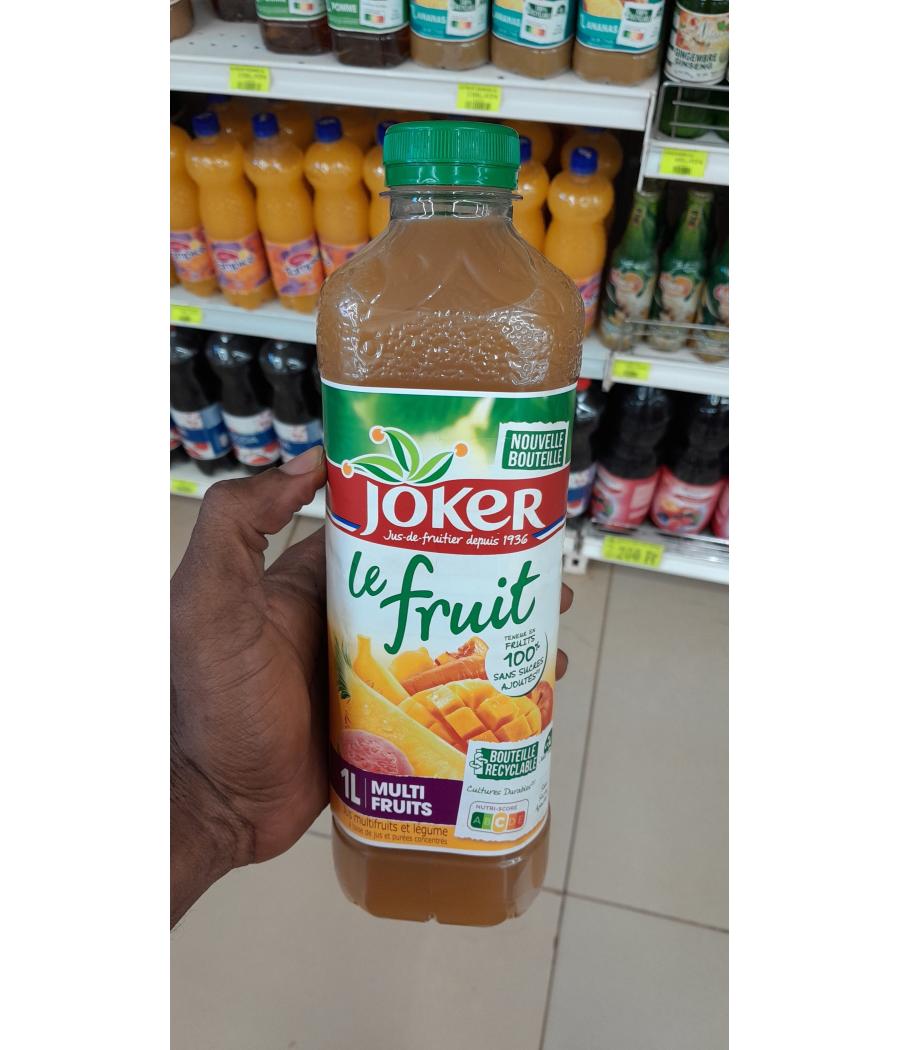 POMME
ANANAS
ANANAS
ANANAS
GINGEMBRE
GINSENG
NOUVELLE
BOUTEILLE
JOKER
Jus-de-fruitier depuis 1936
le
fruit
TENEUR EN
FRUITS
100%
SANS SUCRES
AJOUTÉS
BOUTEILLE
RECYCLABLE
Cultures Durables
1L MULTI
FRUITS
NUTRI-SCORE
A B C D E
multifruits et légume
de jus et purées concentrés